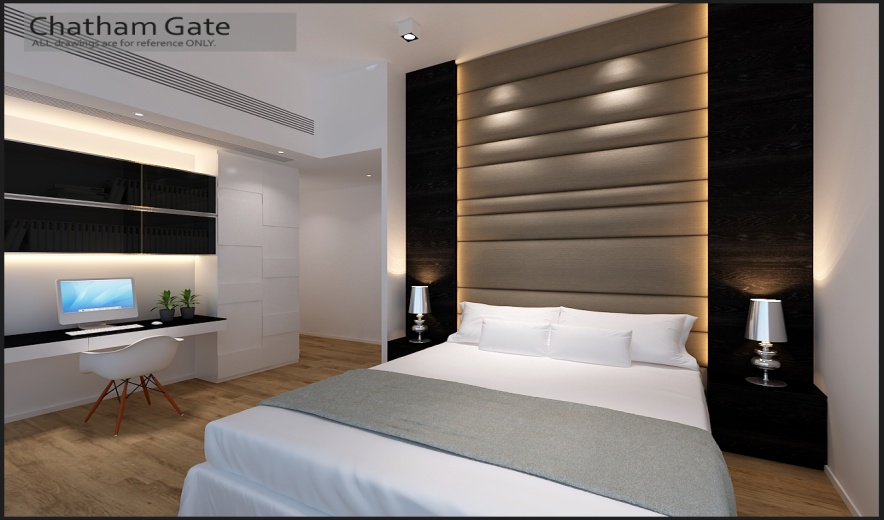 Chatham Gate
ALL drawings are for reference ONLY.